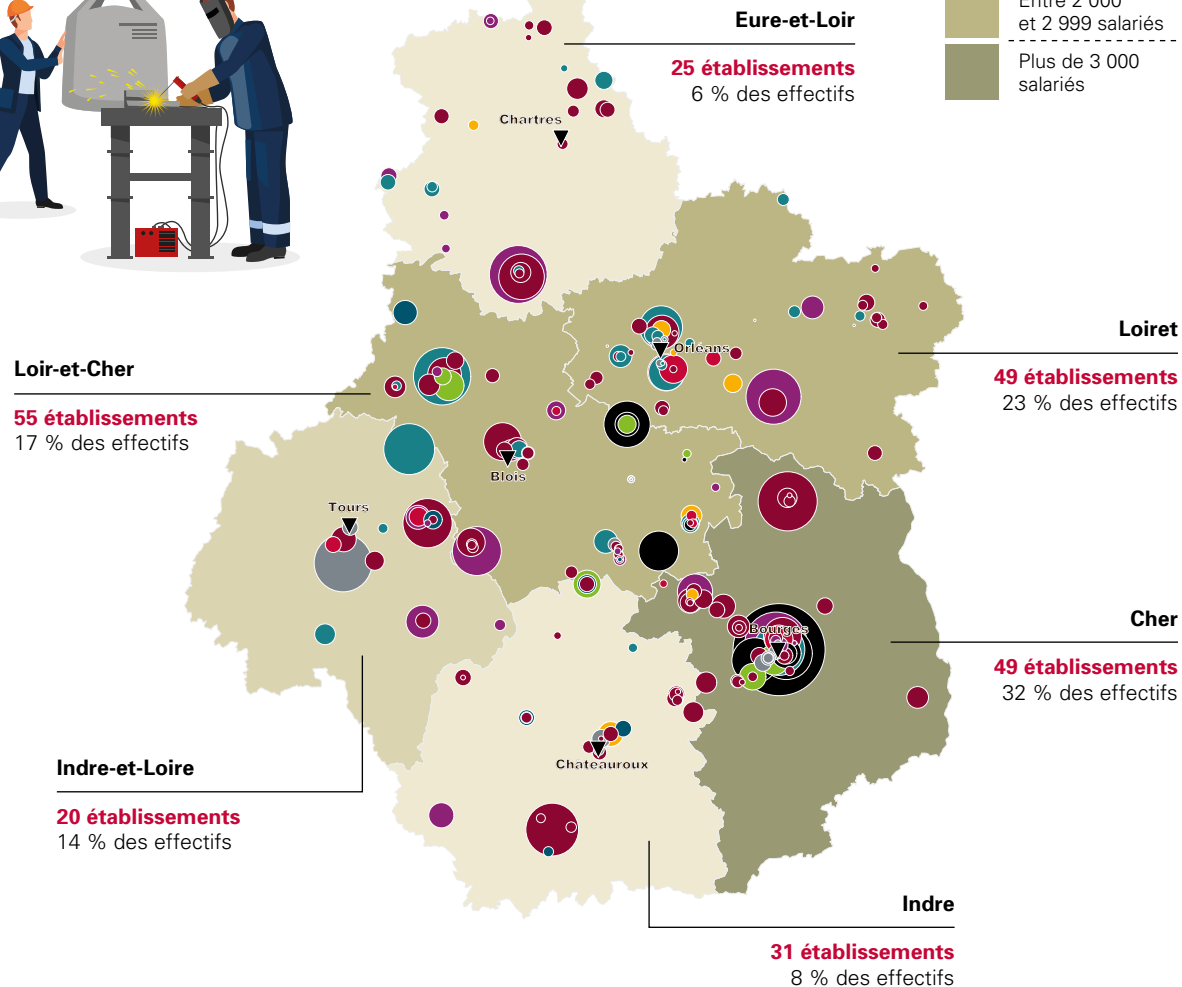 Entre 2 000
et 2 999 salariés
Plus de 3 000
salariés
Eure-et-Loir
25 établissements
6 % des effectifs
Chartres
Loiret
49 établissements
23 % des effectifs
Orléans
Loir-et-Cher
55 établissements
17 % des effectifs
Blois
Tours
Cher
49 établissements
32 % des effectifs
Bourges
Indre-et-Loire
20 établissements
14 % des effectifs
Chateauroux
Indre
31 établissements
8 % des effectifs